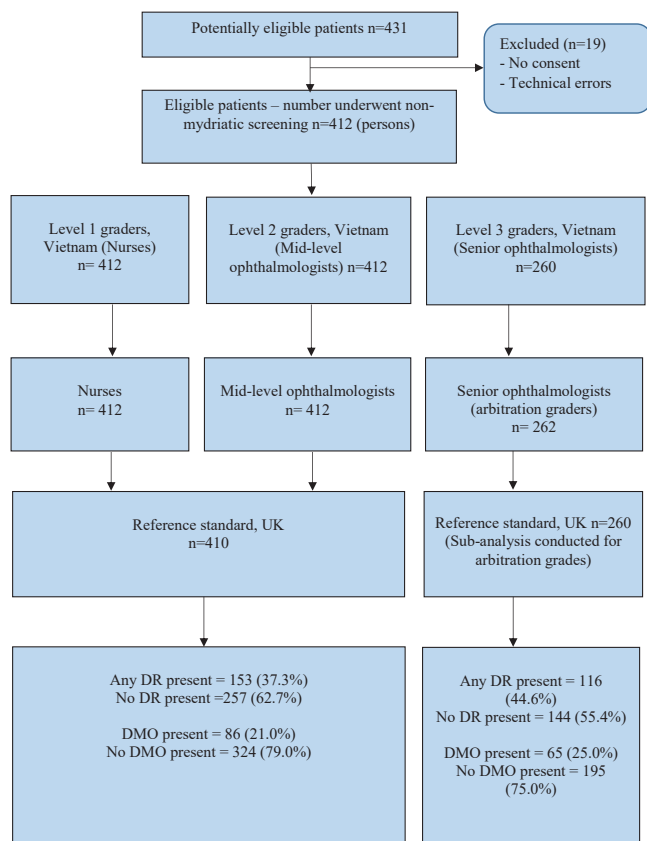 Potentially eligible patients n=431
Excluded (n=19)
- No consent
- Technical errors
Eligible patients – number underwent non-
mydriatic screening n=412 (persons)
Level 1 graders,
Vietnam (Nurses)
n= 412
Level 2 graders, Vietnam
(Mid-level
ophthalmologists) n=412
Level 3 graders, Vietnam
(Senior ophthalmologists)
n=260
Nurses
n= 412
Mid-level ophthalmologists
n= 412
Senior ophthalmologists
(arbitration graders)
n= 262
Reference standard, UK
n=410
Reference standard, UK n=260
(Sub-analysis conducted for
arbitration grades)
Any DR present = 153 (37.3%)
No DR present =257 (62.7%)
DMO present = 86 (21.0%)
No DMO present = 324 (79.0%)
Any DR present = 116
(44.6%)
No DR present = 144 (55.4%)
DMO present = 65 (25.0%)
No DMO present = 195
(75.0%)